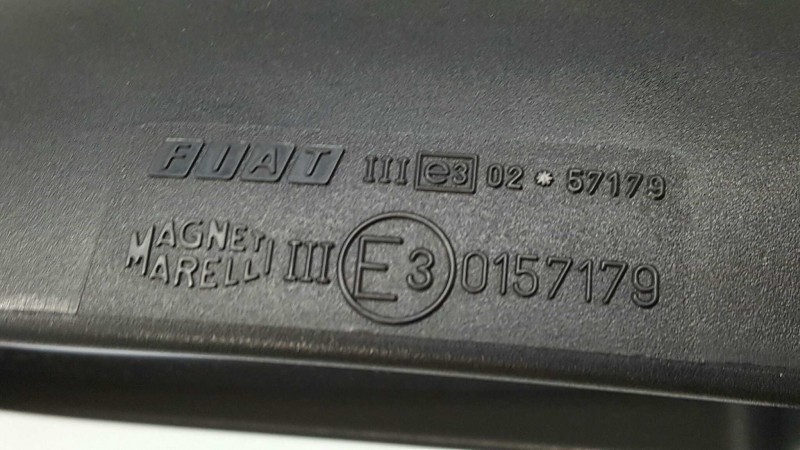 FIAT III e3 02 * 57179
MAGNETI
MARELLI III E3 0157179